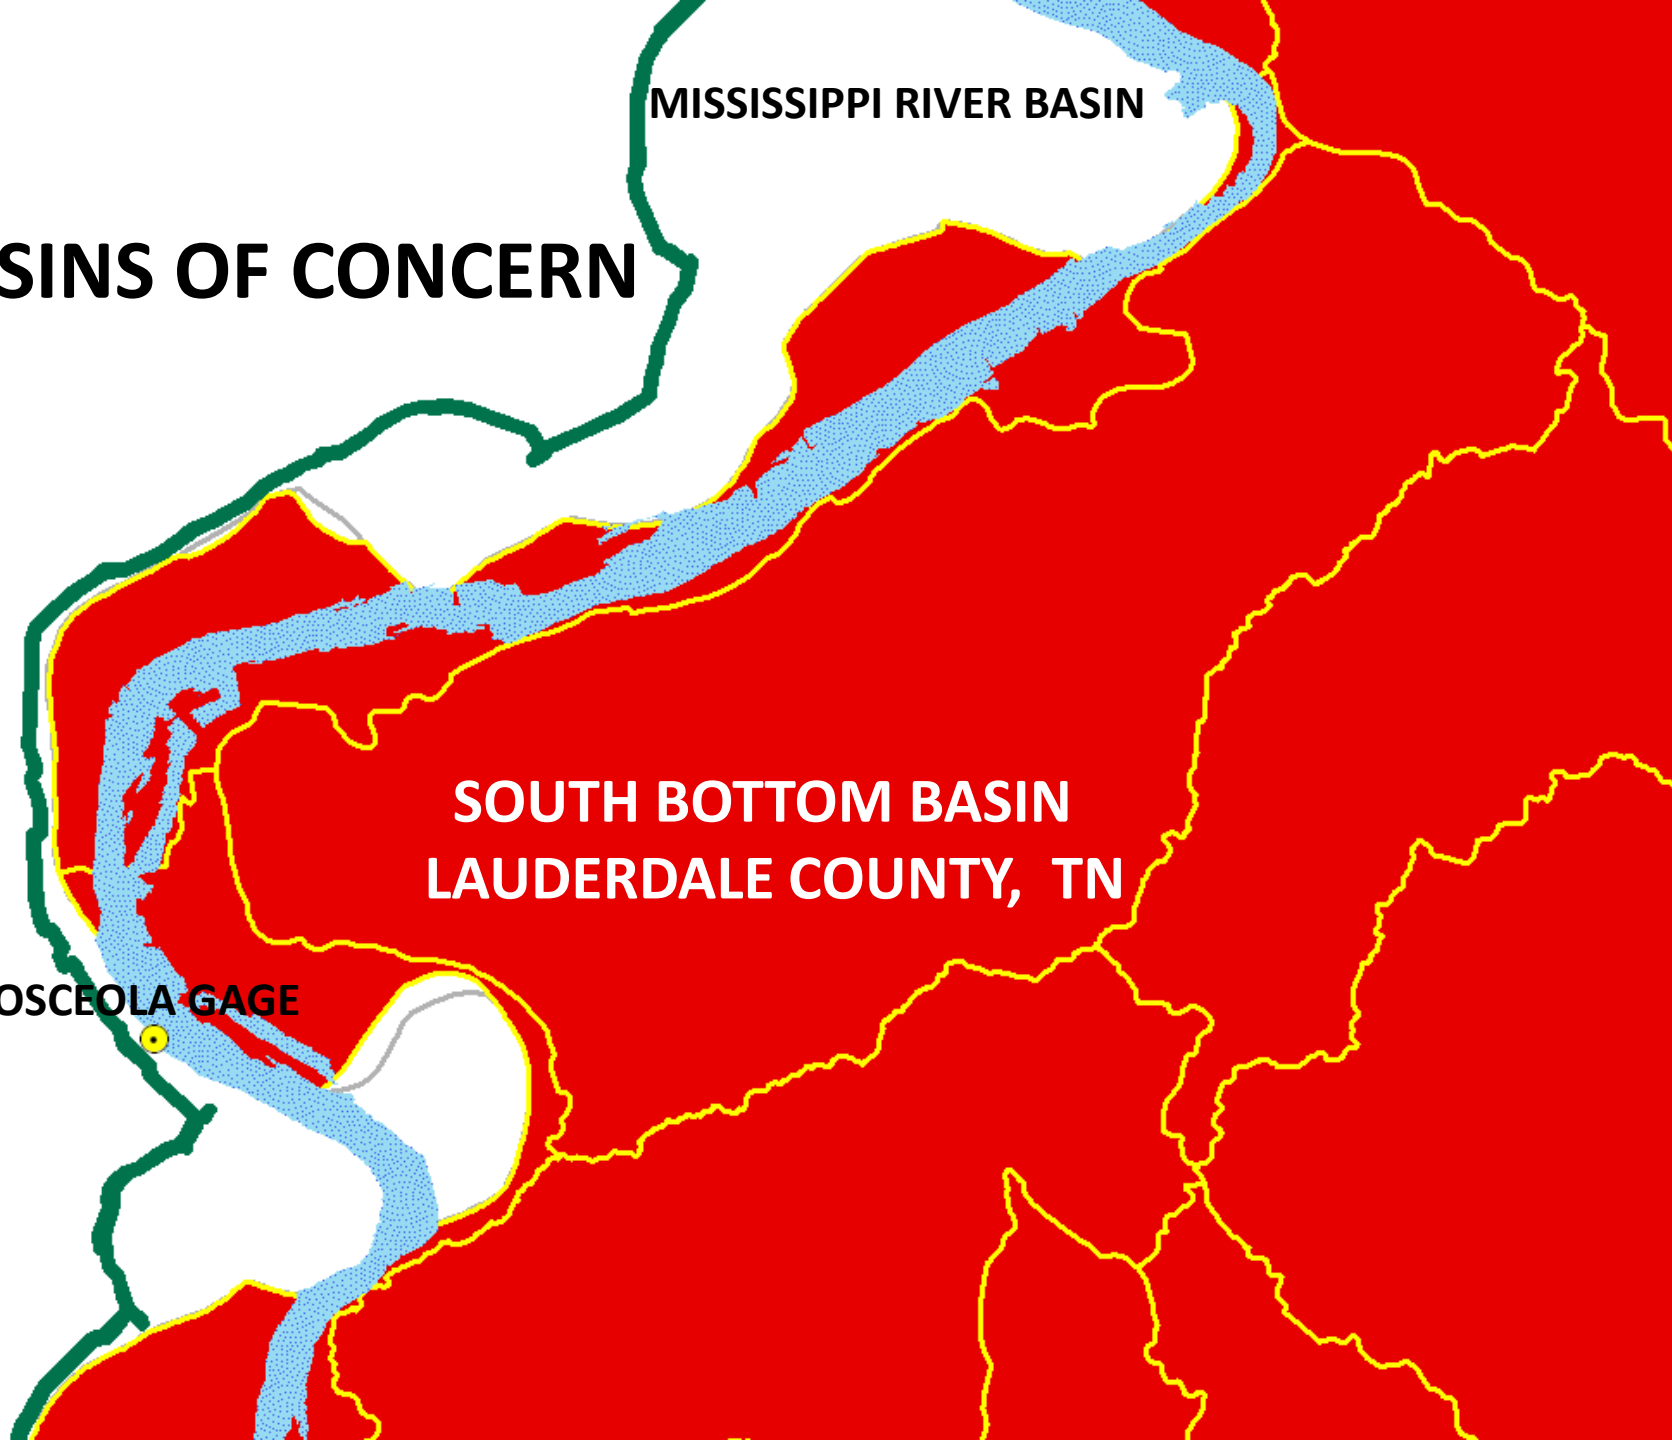 MISSISSIPPI RIVER BASIN
SINS OF CONCERN
SOUTH BOTTOM BASIN
LAUDERDALE COUNTY, TN
OSCEOLA GAGE